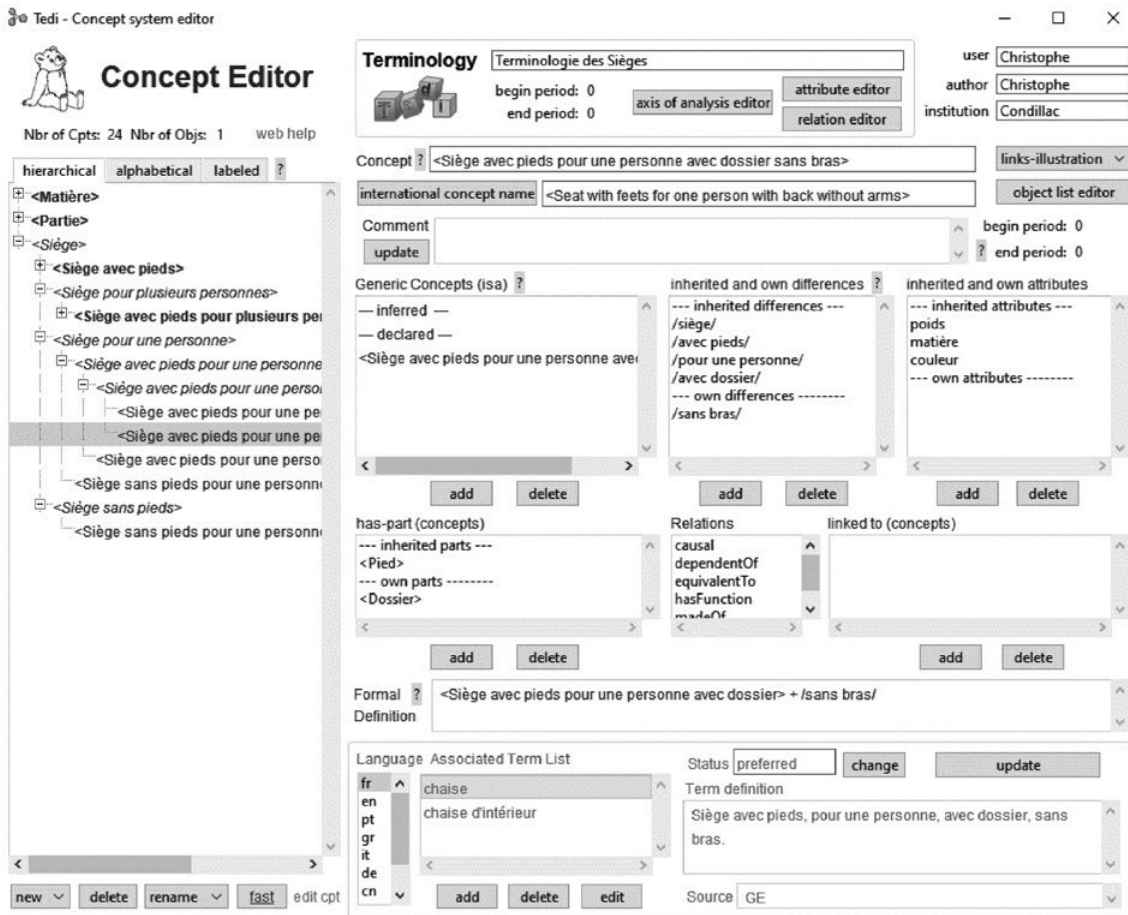 Tedi - Concept system editor
Concept Editor
Nbr of Cpts: 24 Nbr of Objs: 1 web help
hierarchical alphabetical labeled ?
<Matière>
<Partie>
<Siège>
<Siège avec pieds>
<Siège pour plusieurs personnes>
<Siège avec pieds pour plusieurs per
<Siège pour une personne>
<Siège avec pieds pour une personne
<Siège avec pieds pour une perso
<Siège avec pieds pour une pe
<Siège avec pieds pour une pe
<Siège avec pieds pour une perso
<Siège sans pieds pour une personn
<Siège sans pieds>
<Siège sans pieds pour une personn
new delete rename fast edit cpt
Terminology Terminologie des Sièges
Tedi
begin period: 0
end period: 0
axis of analysis editor
attribute editor
relation editor
user Christophe
author Christophe
institution Condillac
Concept ? <Siège avec pieds pour une personne avec dossier sans bras> links-illustration
international concept name <Seat with feets for one person with back without arms> object list editor
Comment
update
begin period: 0
? end period: 0
Generic Concepts (isa) ?
--- inferred ---
--- declared ---
<Siège avec pieds pour une personne ave
add delete
inherited and own differences ?
--- inherited differences ---
/siège/
/avec pieds/
/pour une personne/
/avec dossier/
--- own differences --------
/sans bras/
add delete
inherited and own attributes
--- inherited attributes ---
poids
matière
couleur
--- own attributes --------
add delete
has-part (concepts)
--- inherited parts ---
<Pied>
--- own parts --------
<Dossier>
add delete
Relations
causal
dependentOf
equivalentTo
hasFunction
madeOf
linked to (concepts)
add delete
Formal ? <Siège avec pieds pour une personne avec dossier> + /sans bras/
Definition
Language Associated Term List
fr
en
pt
gr
it
de
cn
chaise
chaise d'intérieur
add delete edit
Status preferred change update
Term definition
Siège avec pieds, pour une personne, avec dossier, sans
bras.
Source GE